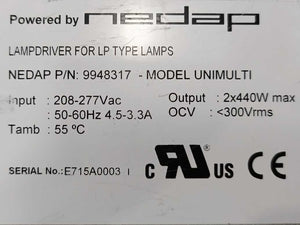 Powered by nedap
LAMPDRIVER FOR LP TYPE LAMPS
NEDAP P/N: 9948317 - MODEL UNIMULTI
Input : 208-277Vac Output : 2x440W max
: 50-60Hz 4.5-3.3A OCV : <300Vrms
Tamb : 55 ºC
SERIAL No.: E715A0003 I
C RU US CE